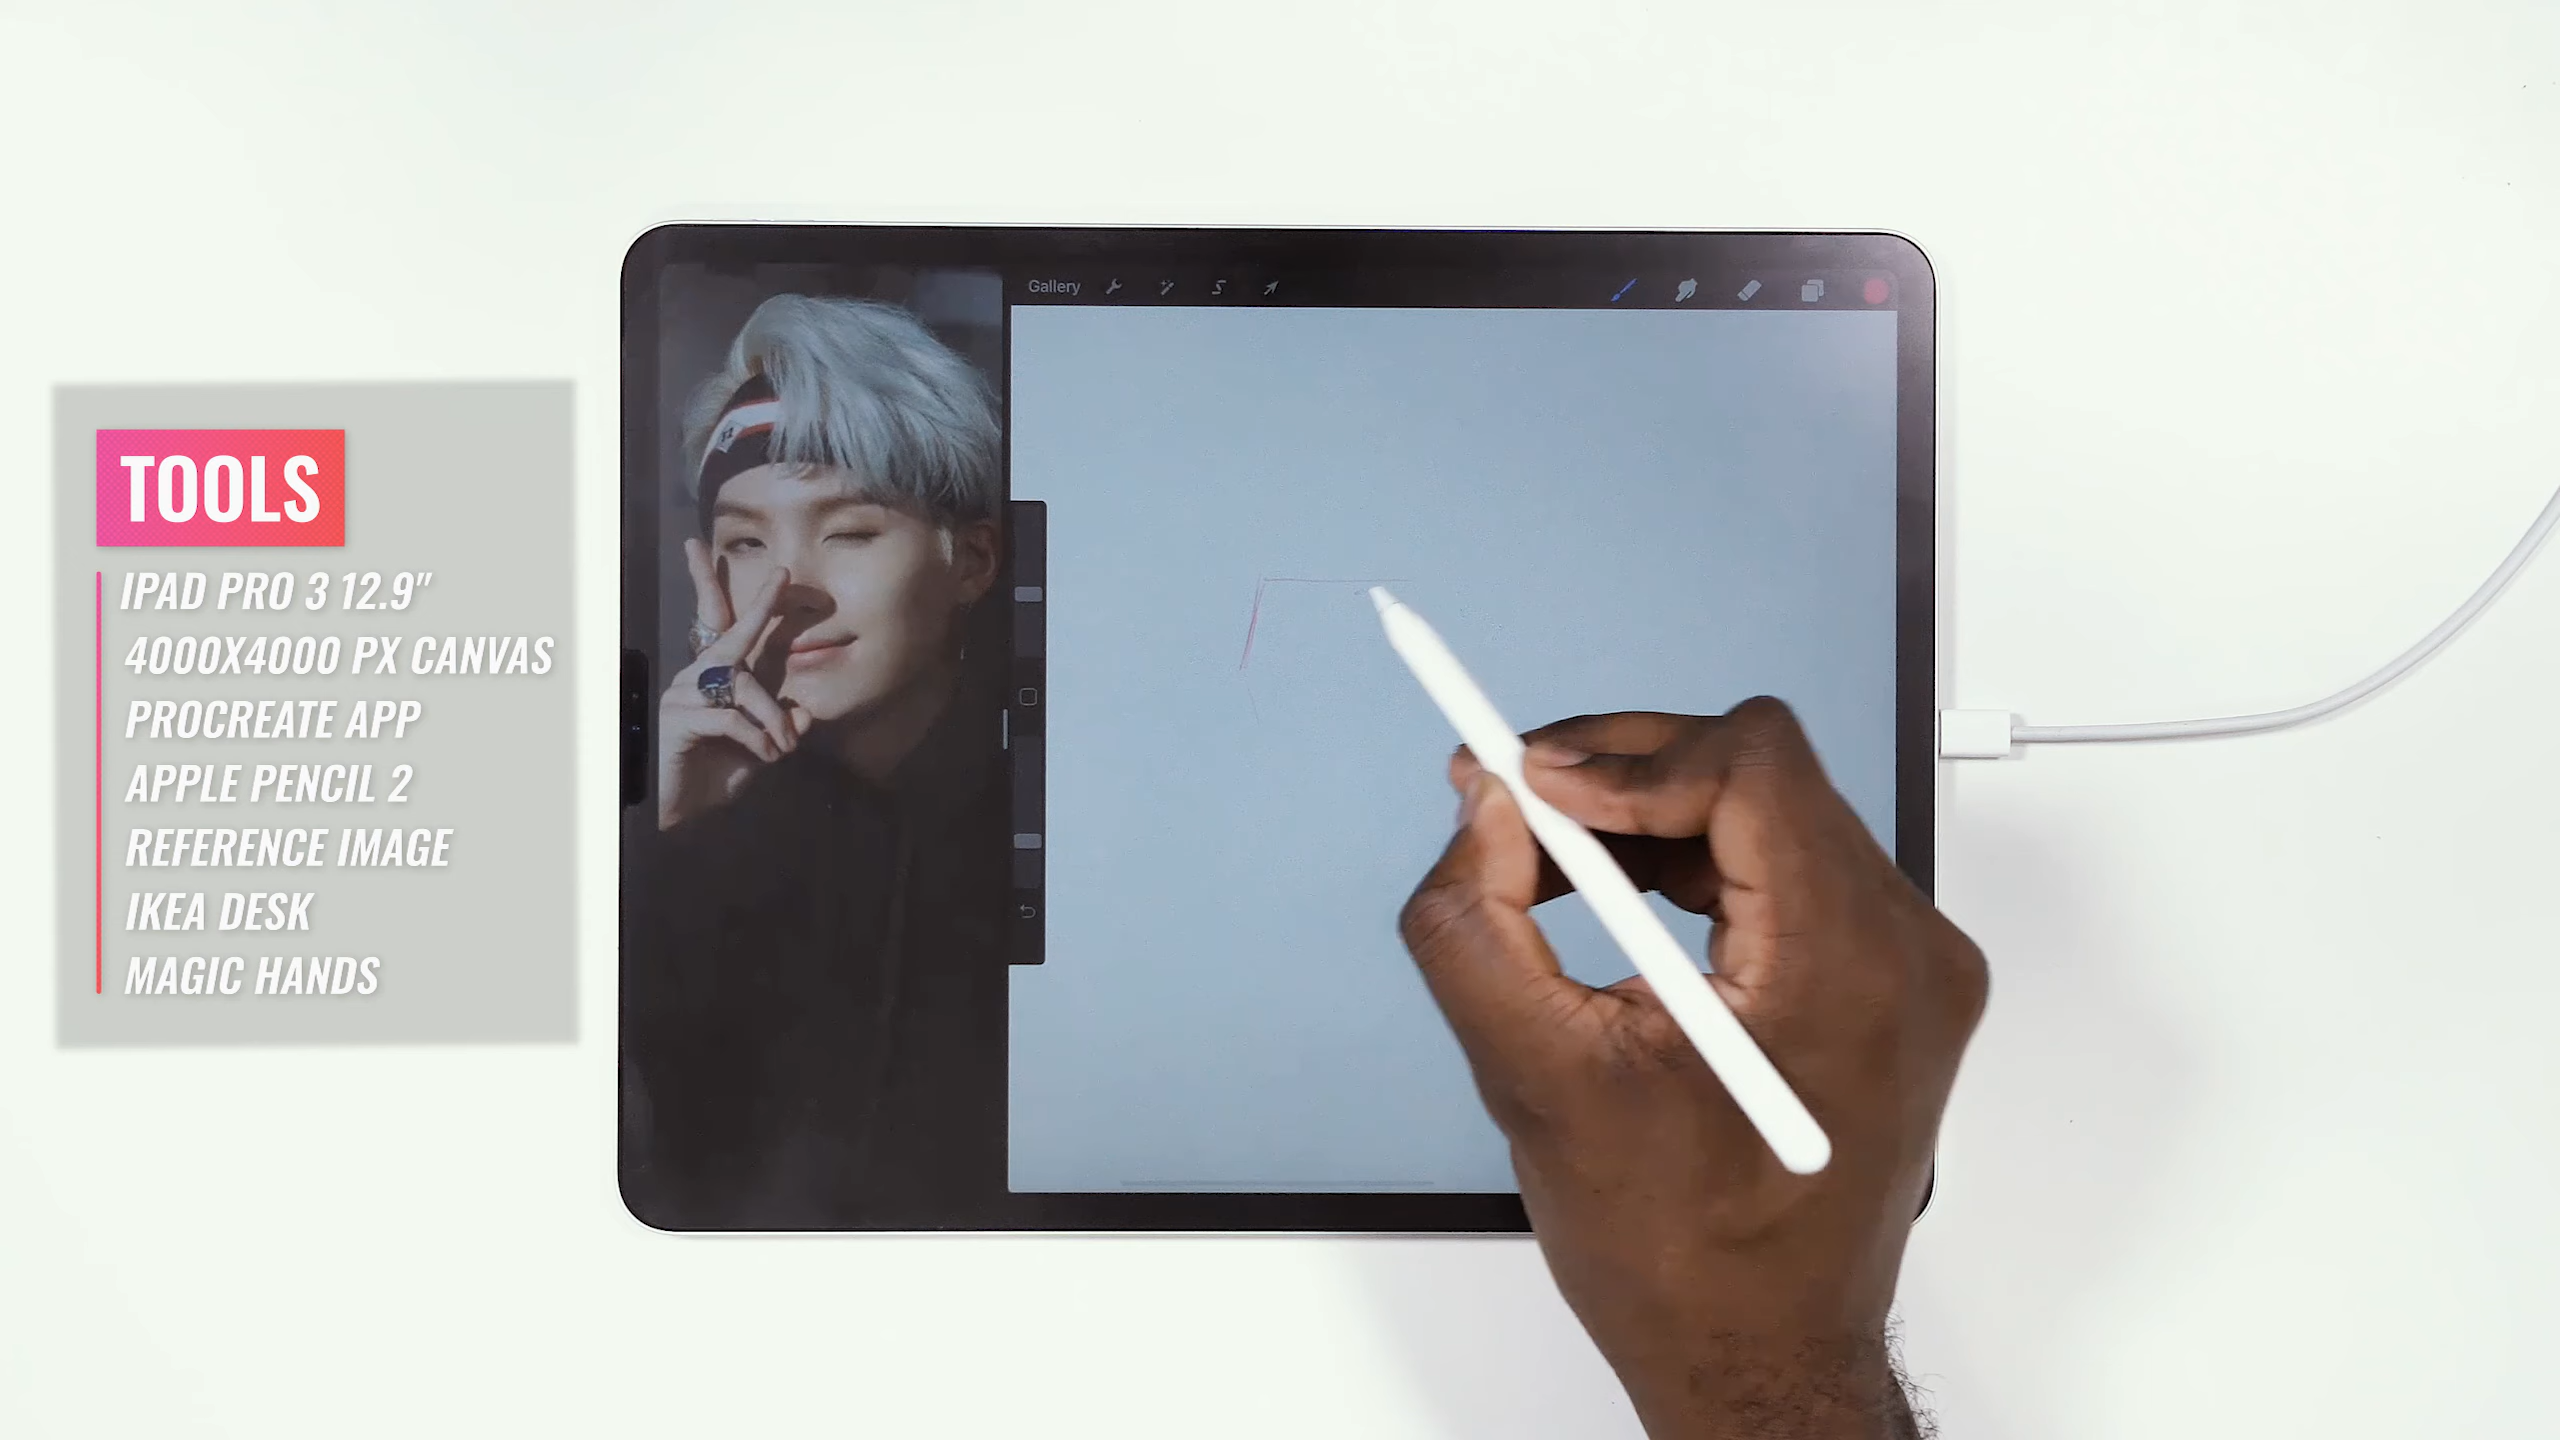 TOOLS
IPAD PRO 3 12.9"
4000X4000 PX CANVAS
PROCREATE APP
APPLE PENCIL 2
REFERENCE IMAGE
IKEA DESK
MAGIC HANDS
Gallery